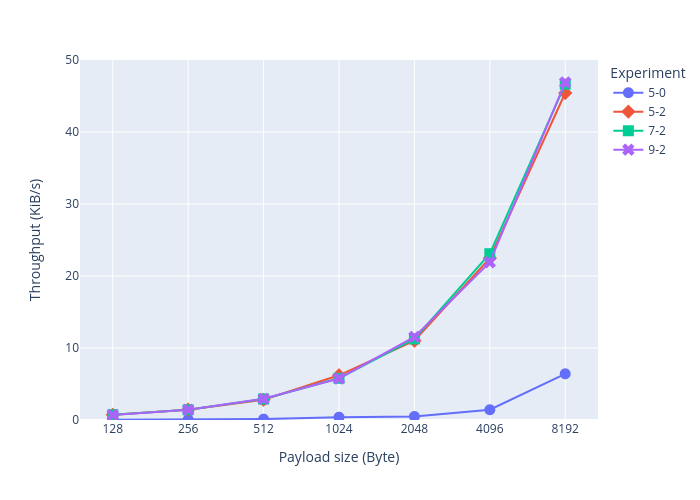 50
40
30
20
10
0
Throughput (KiB/s)
128 256 512 1024 2048 4096 8192
Payload size (Byte)
Experiment
5-0
5-2
7-2
9-2